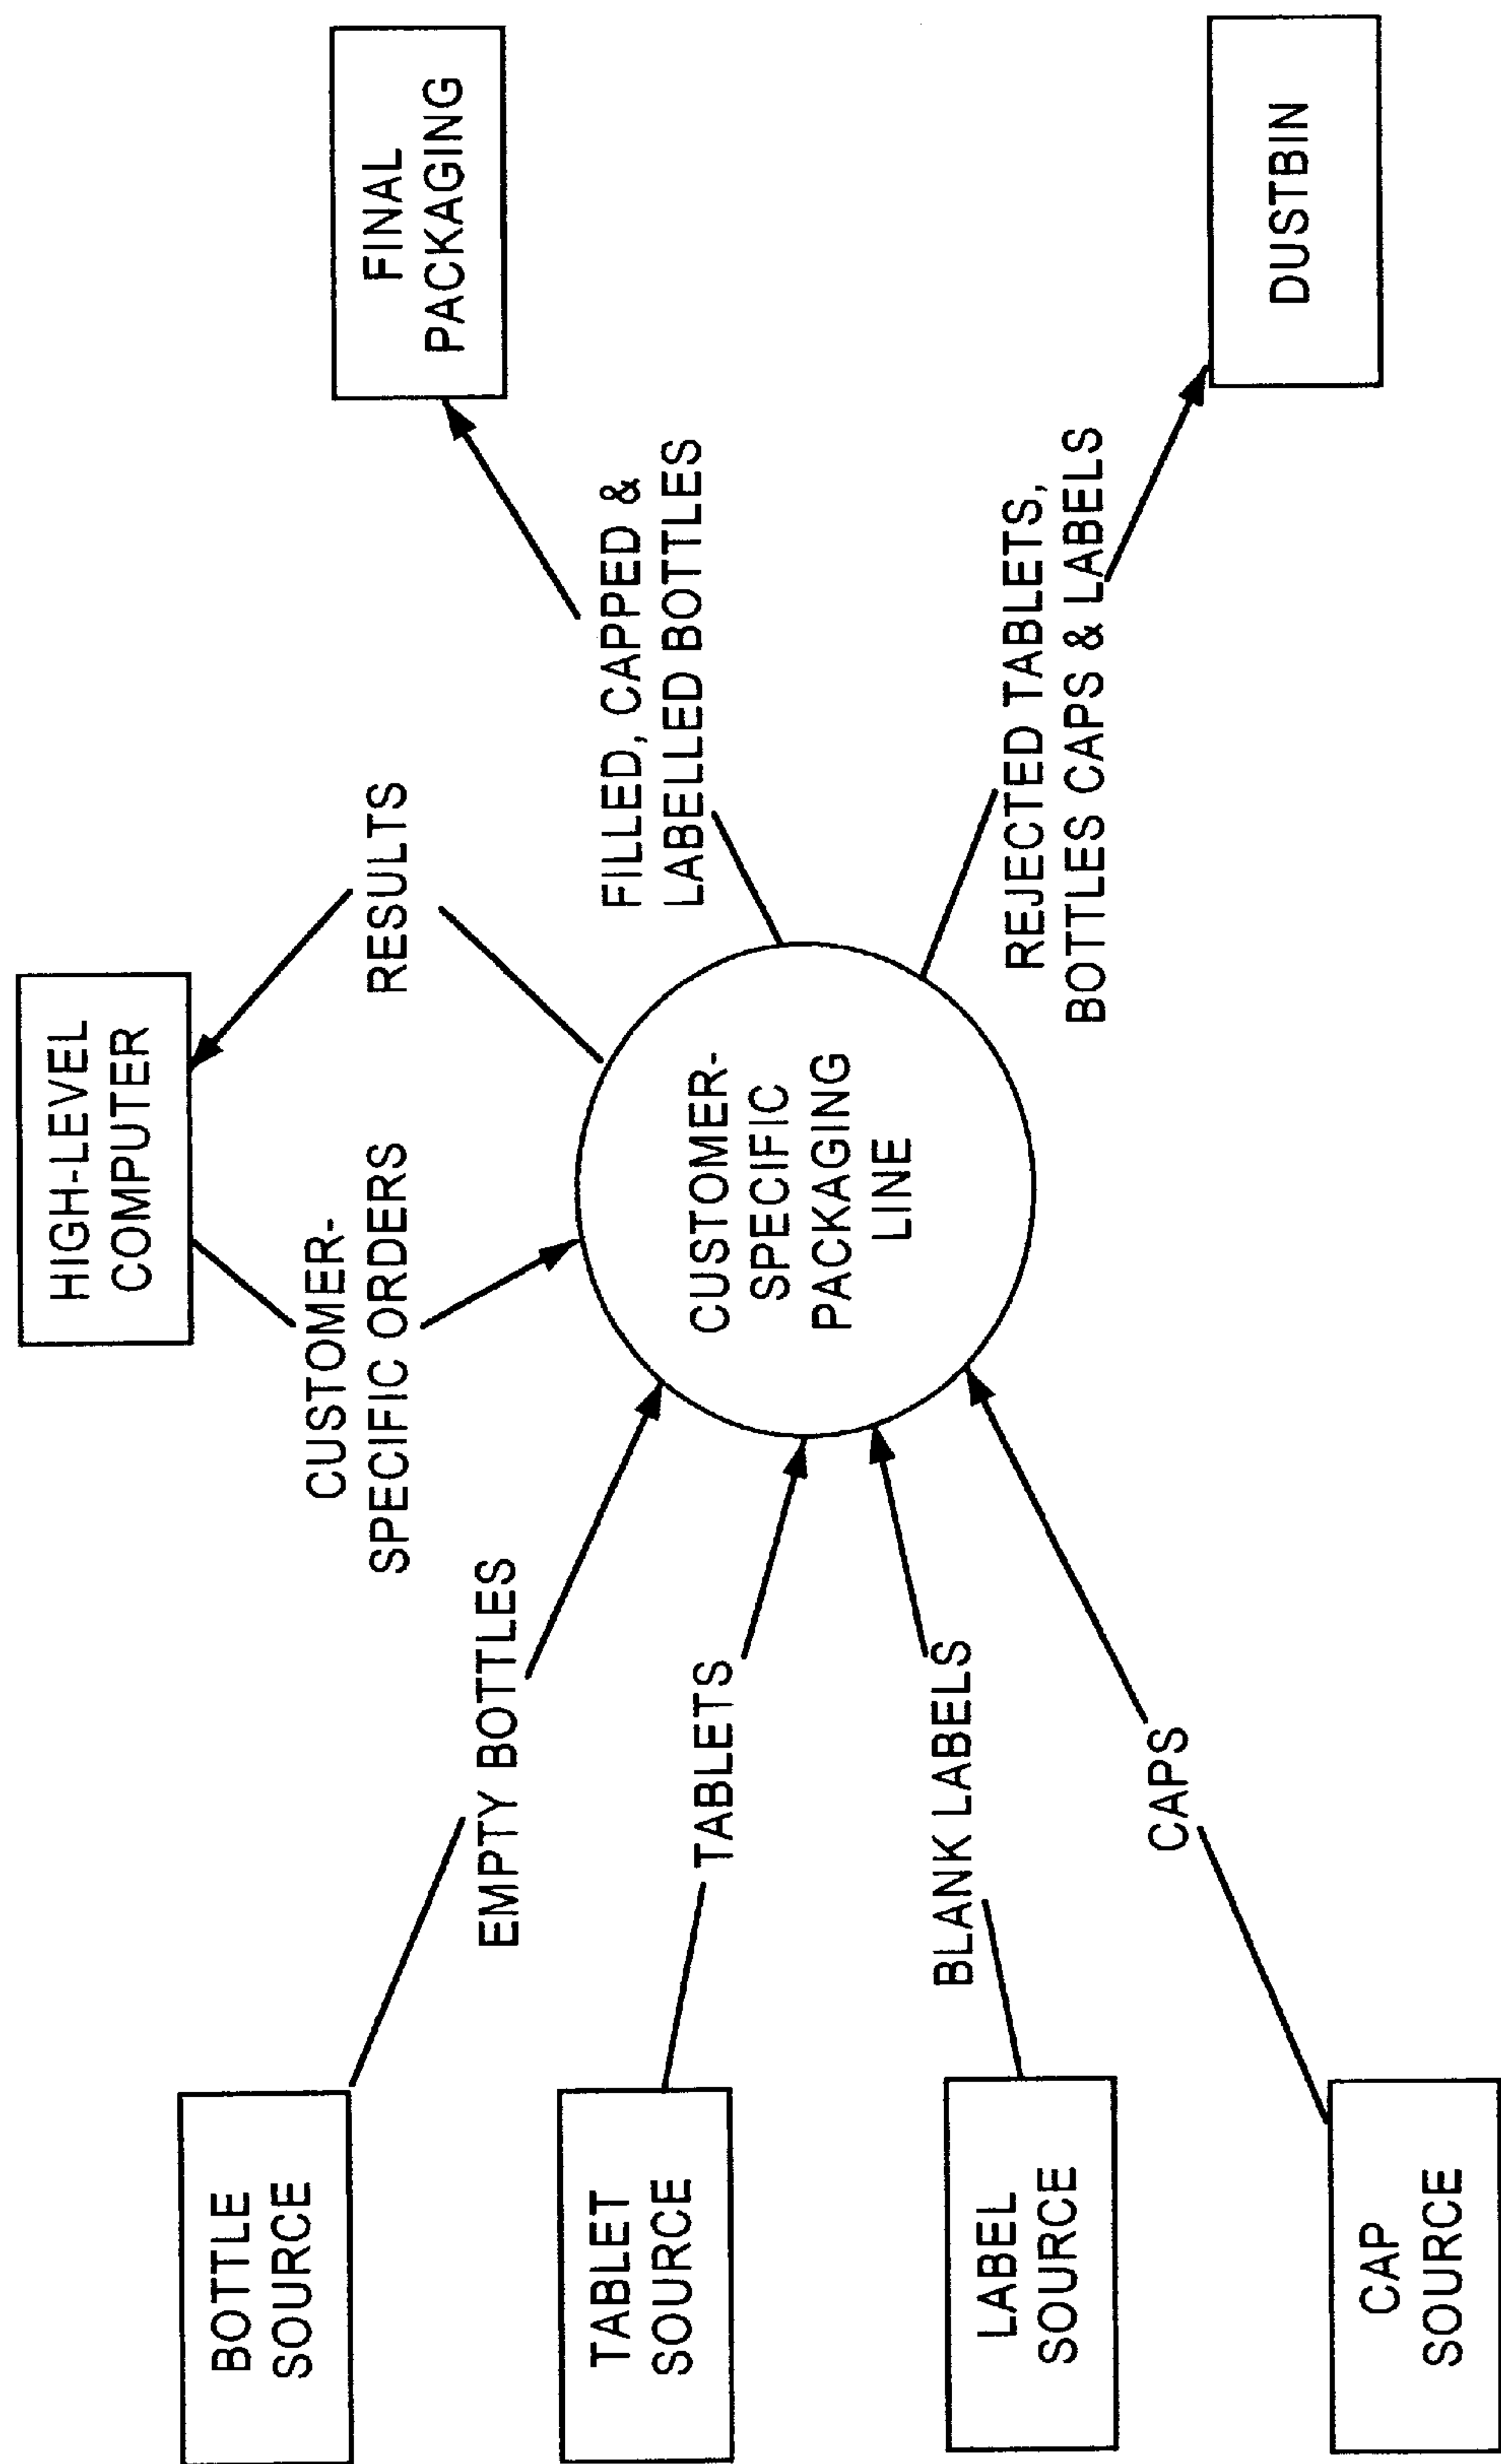 HIGH-LEVEL
COMPUTER
CUSTOMER-
SPECIFIC ORDERS
RESULTS
BOTTLE
SOURCE
EMPTY BOTTLES
TABLET
SOURCE
TABLETS
LABEL
SOURCE
BLANK LABELS
CAP
SOURCE
CAPS
CUSTOMER-
SPECIFIC
PACKAGING
LINE
FILLED, CAPPED &
LABELLED BOTTLES
FINAL
PACKAGING
REJECTED TABLETS,
BOTTLES CAPS & LABELS
DUSTBIN